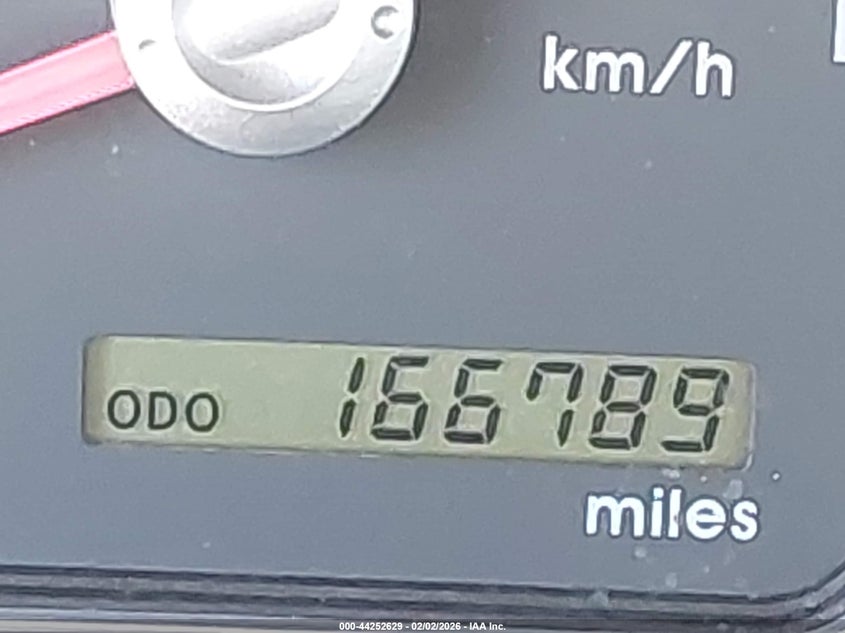 km/h
ODO 166789
miles
000-44252629 - 02/02/2026 - IAA Inc.